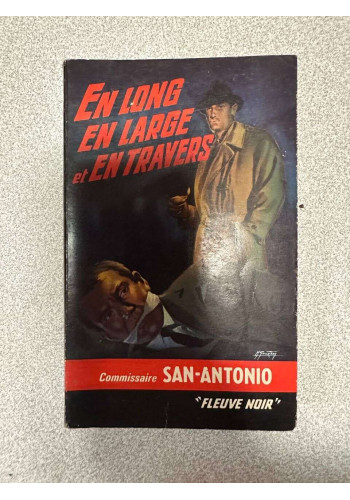 EN LONG
EN LARGE
et EN TRAVERS
Commissaire SAN-ANTONIO
"FLEUVE NOIR"